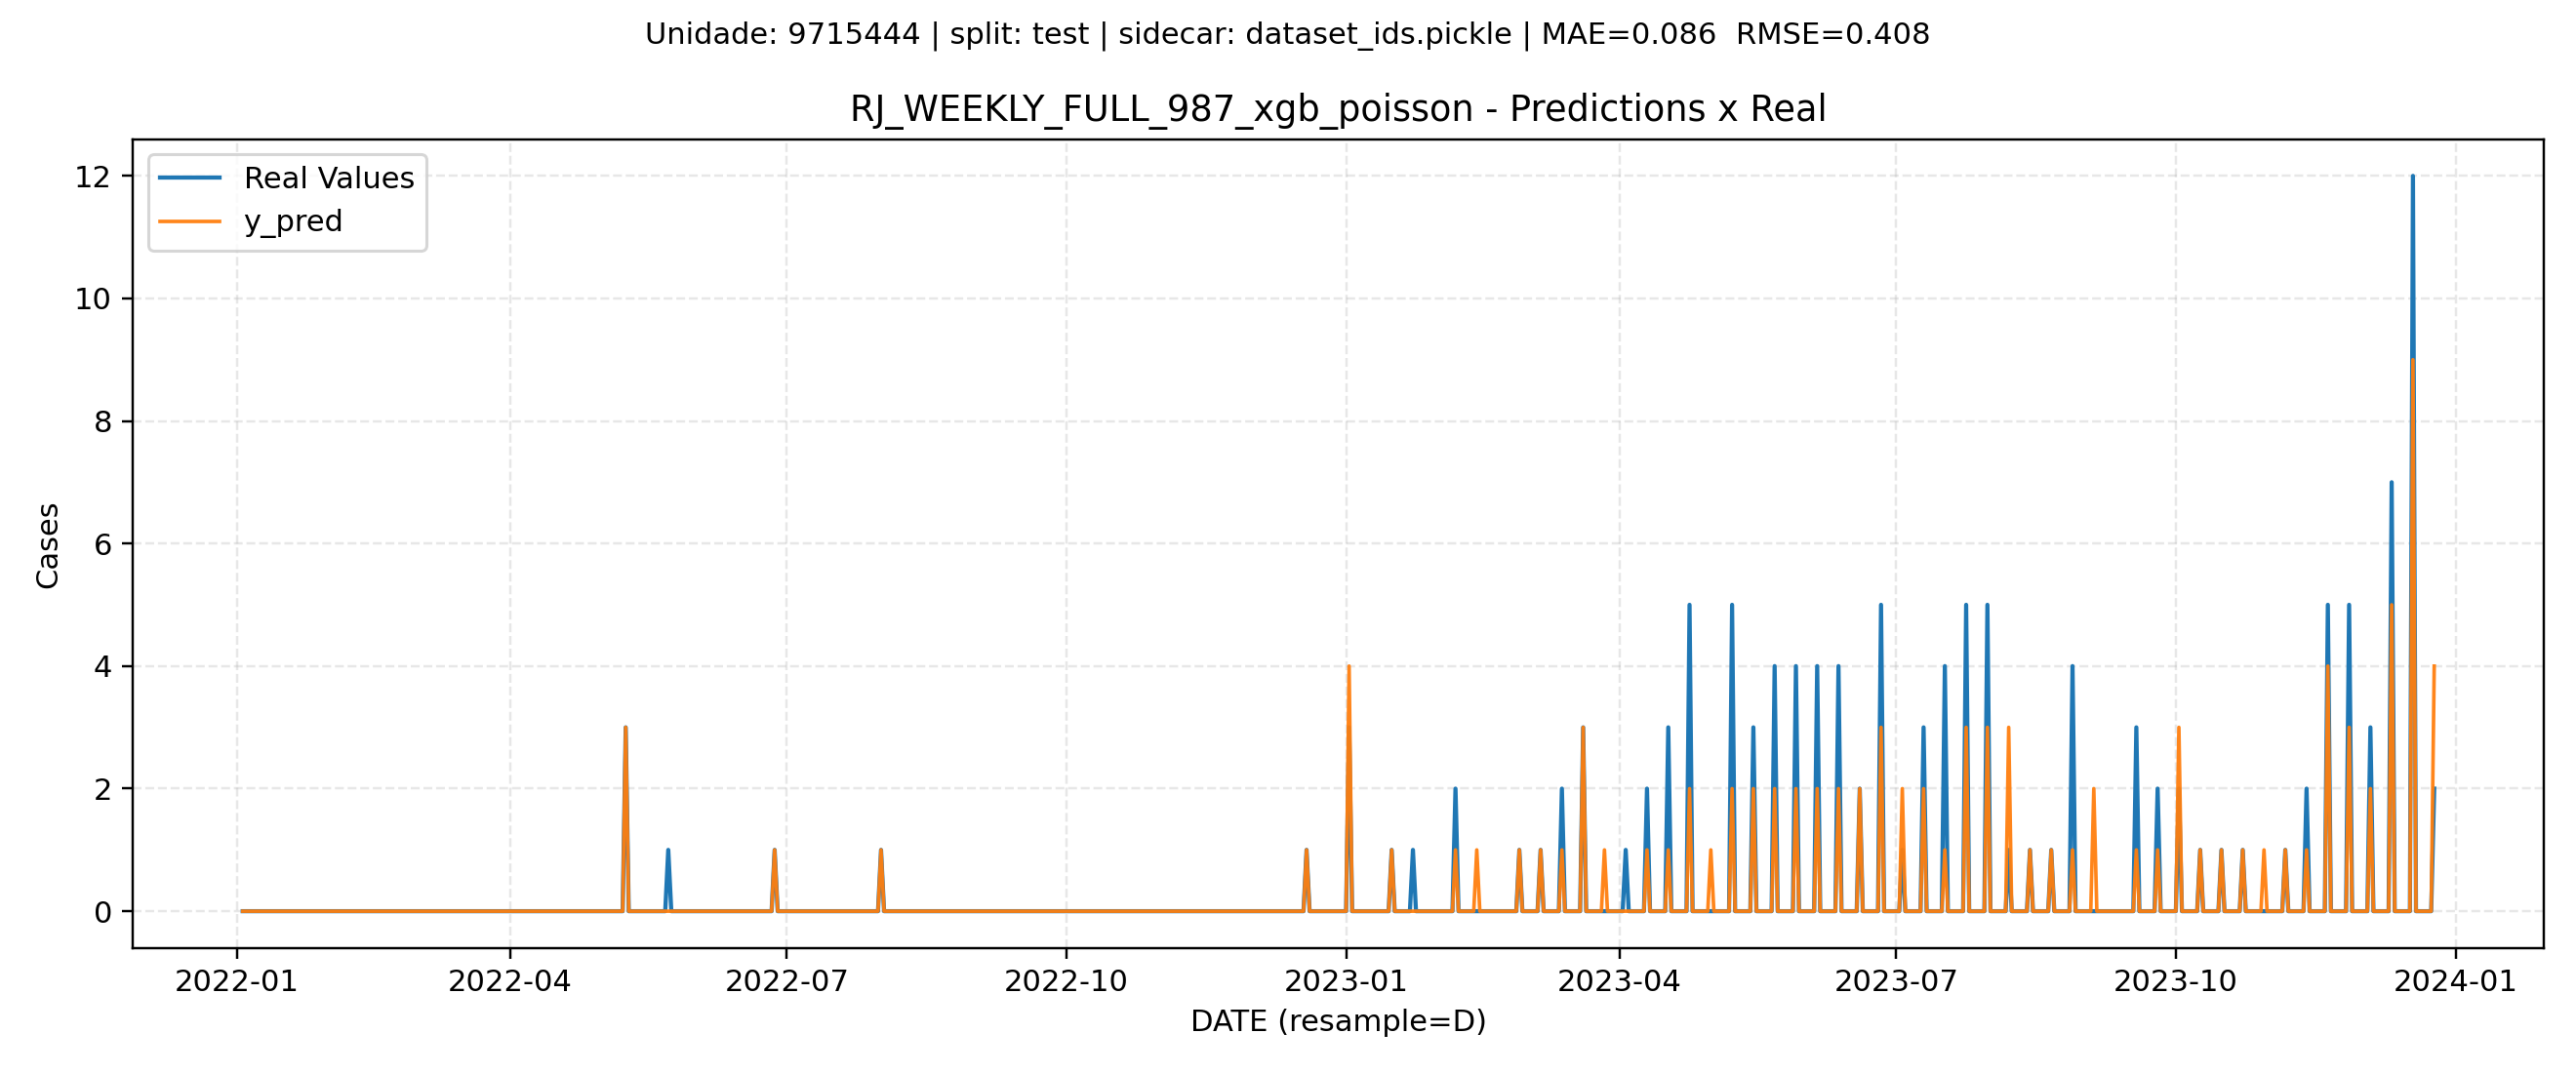 Unidade: 9715444 | split: test | sidecar: dataset_ids.pickle | MAE=0.086  RMSE=0.408
RJ_WEEKLY_FULL_987_xgb_poisson - Predictions x Real
Real Values
y_pred
12
10
8
6
4
2
0
Cases
2022-01
2022-04
2022-07
2022-10
2023-01
2023-04
2023-07
2023-10
2024-01
DATE (resample=D)